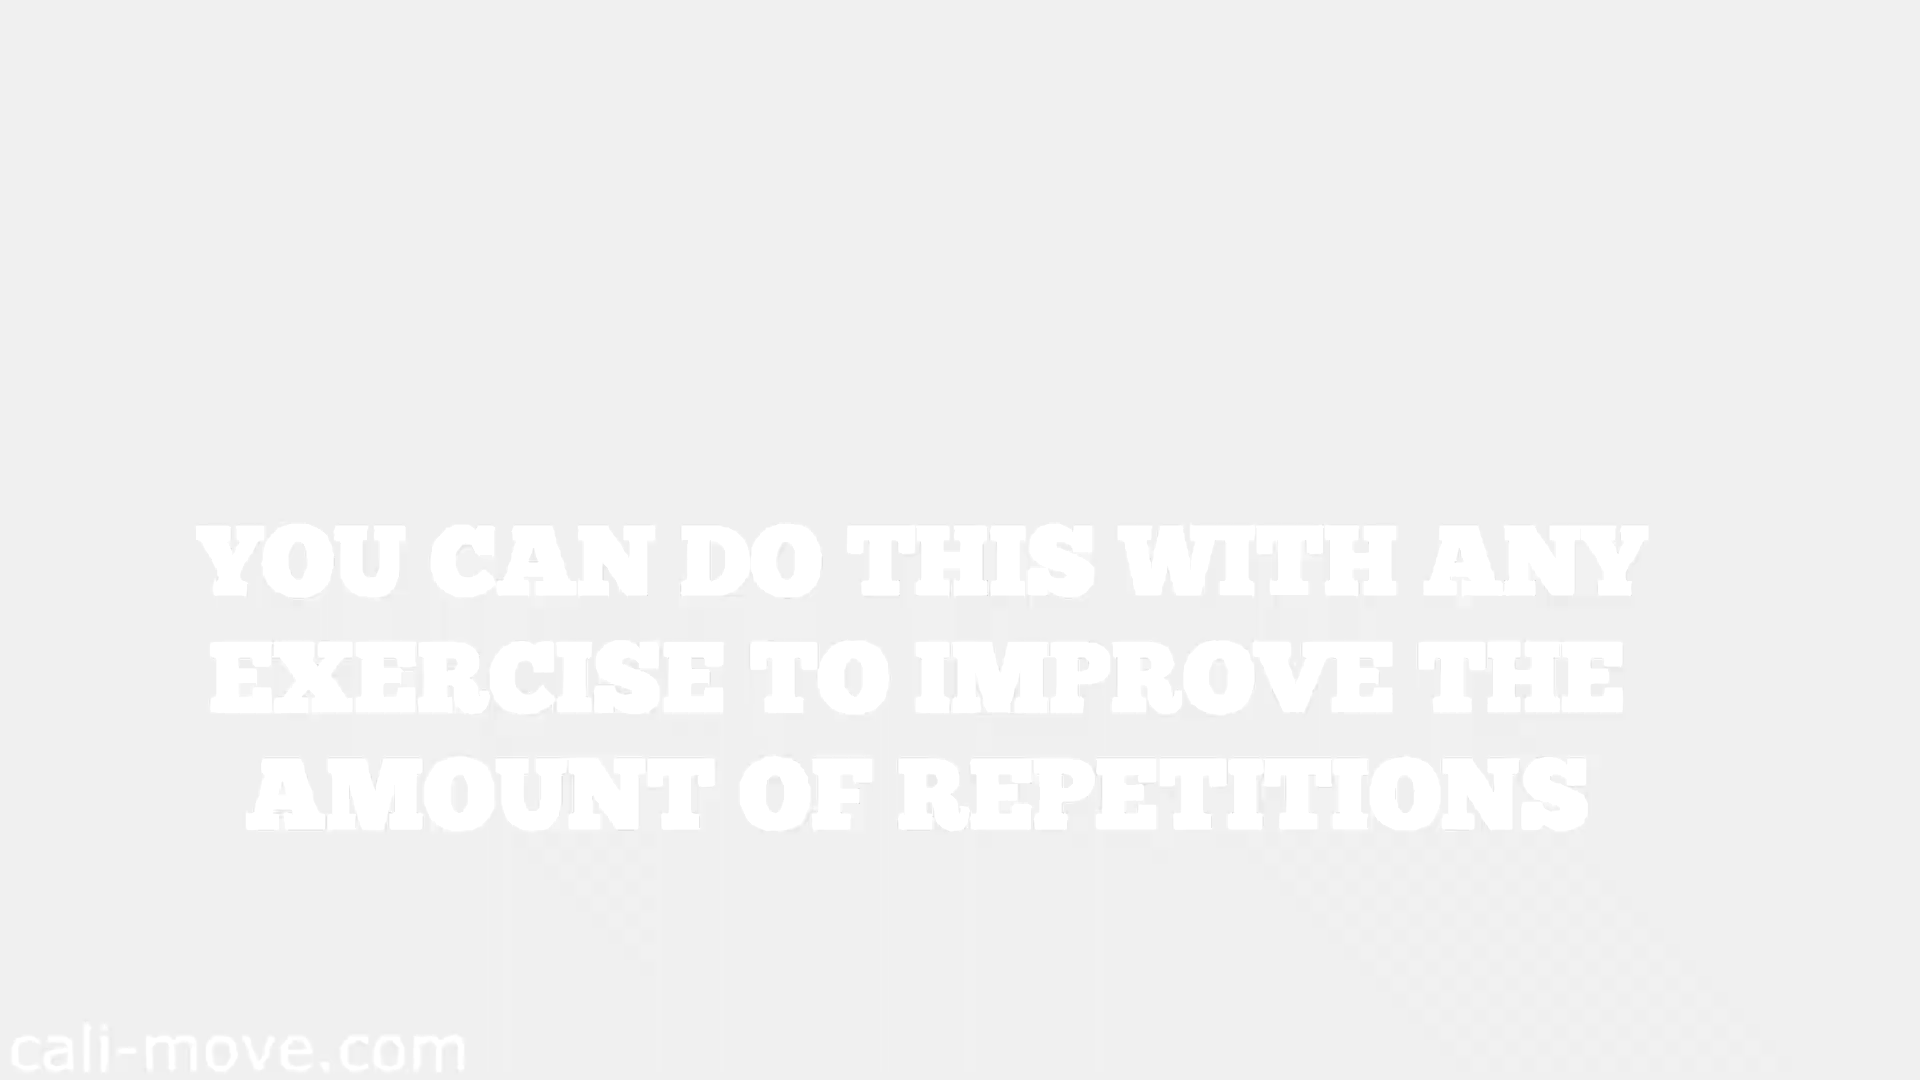 YOU CAN DO THIS WITH ANY
EXERCISE TO IMPROVE THE
AMOUNT OF REPETITIONS
cali-move.com